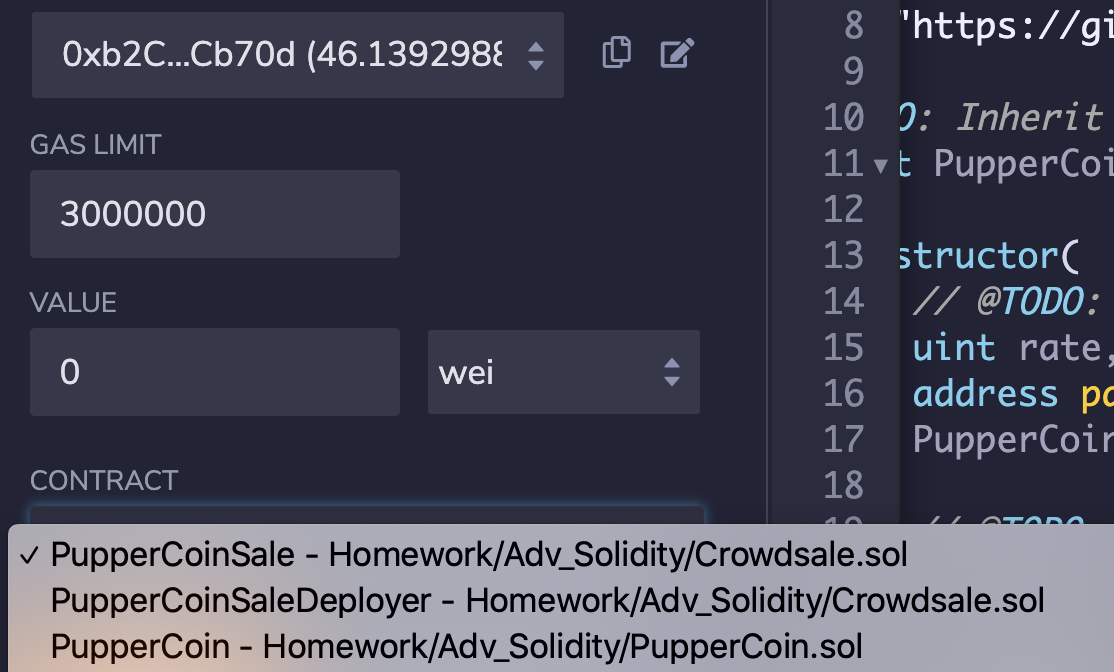 0xb2C...Cb70d (46.1392988
GAS LIMIT
3000000
VALUE
0
wei
CONTRACT
✓ PupperCoinSale - Homework/Adv_Solidity/Crowdsale.sol
PupperCoinSaleDeployer - Homework/Adv_Solidity/Crowdsale.sol
PupperCoin - Homework/Adv_Solidity/PupperCoin.sol
8 "https://gi
9
10 O: Inherit
11 t PupperCoi
12
13 structor(
14 // @TODO:
15 uint rate,
16 address pa
17 PupperCoin
18
19 // @TODO